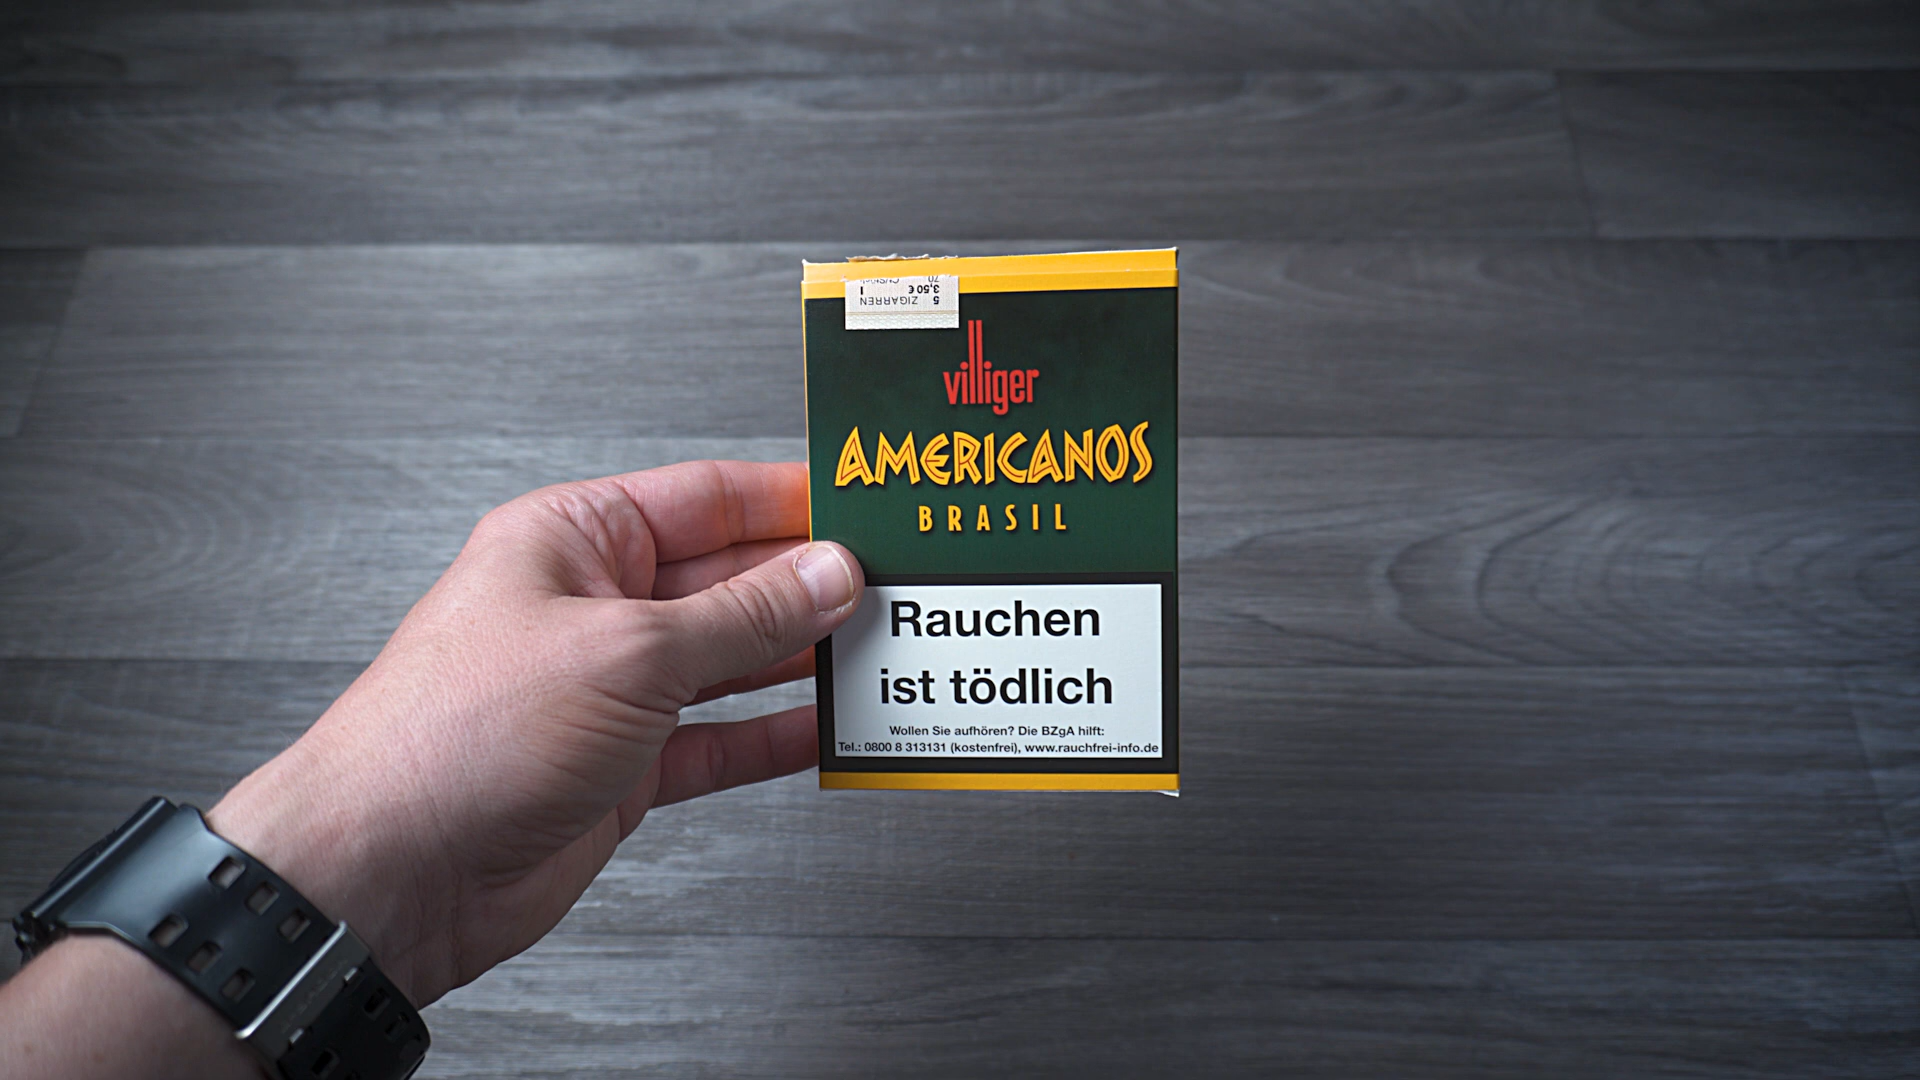 5 ZIGARREN I
3,50 €
villiger
AMERICANOS
BRASIL
Rauchen
ist tödlich
Wollen Sie aufhören? Die BZgA hilft:
Tel.: 0800 8 313131 (kostenfrei), www.rauchfrei-info.de